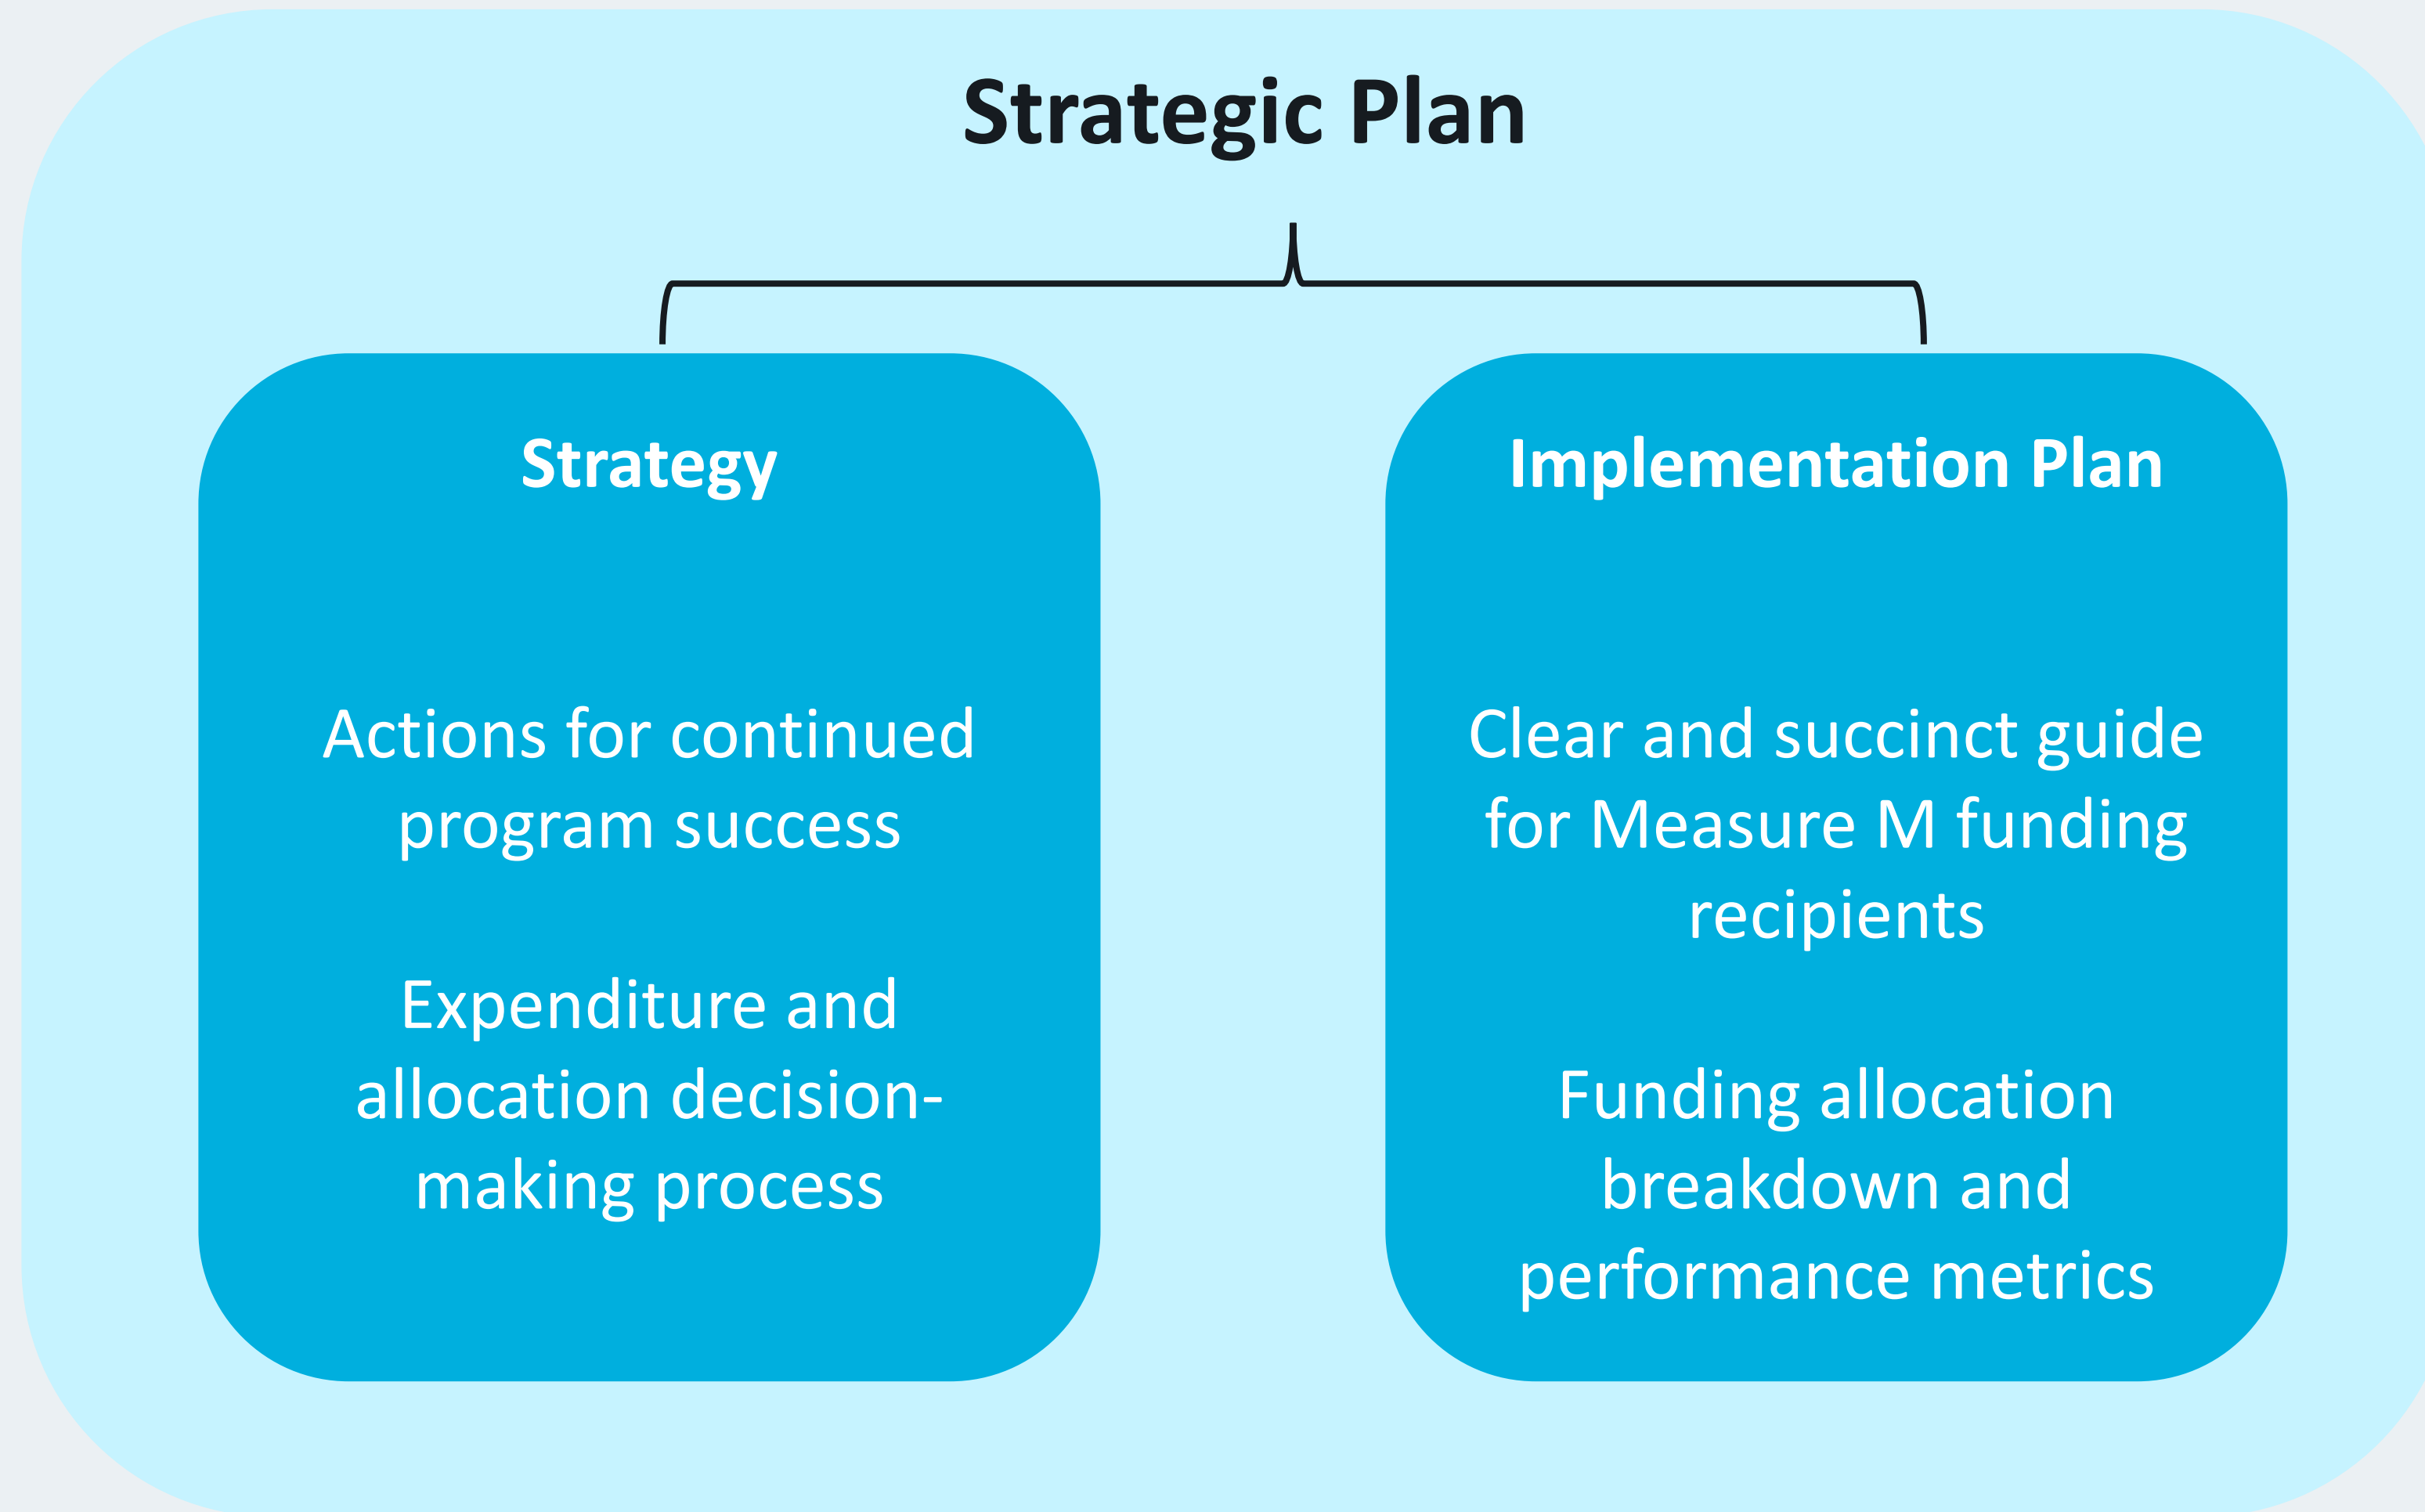 Strategic Plan
Strategy
Actions for continued
program success
Expenditure and
allocation decision-
making process
Implementation Plan
Clear and succinct guide
for Measure M funding
recipients
Funding allocation
breakdown and
performance metrics